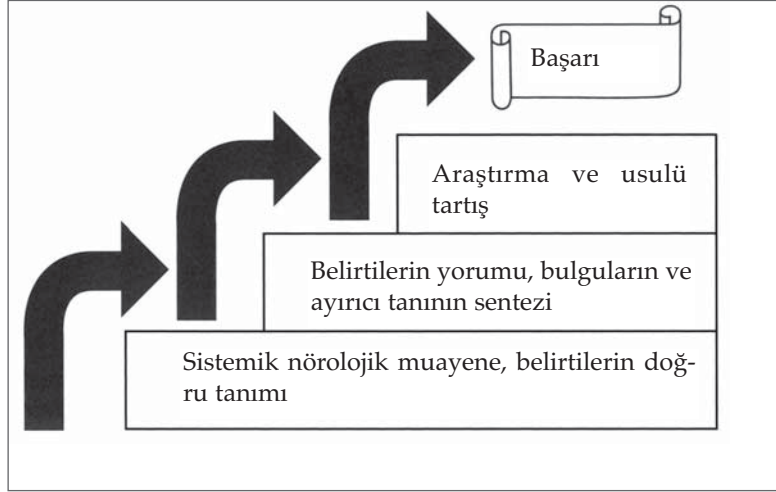 Başarı
Araştırma ve usulü
tartış
Belirtilerin yorumu, bulguların ve
ayırıcı tanının sentezi
Sistemik nörolojik muayene, belirtilerin doğ-
ru tanımı